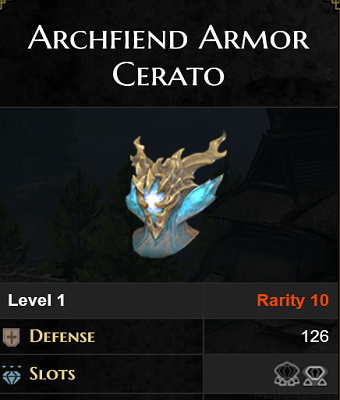 Archfiend Armor
Cerato
Level 1 Rarity 10
Defense 126
Slots